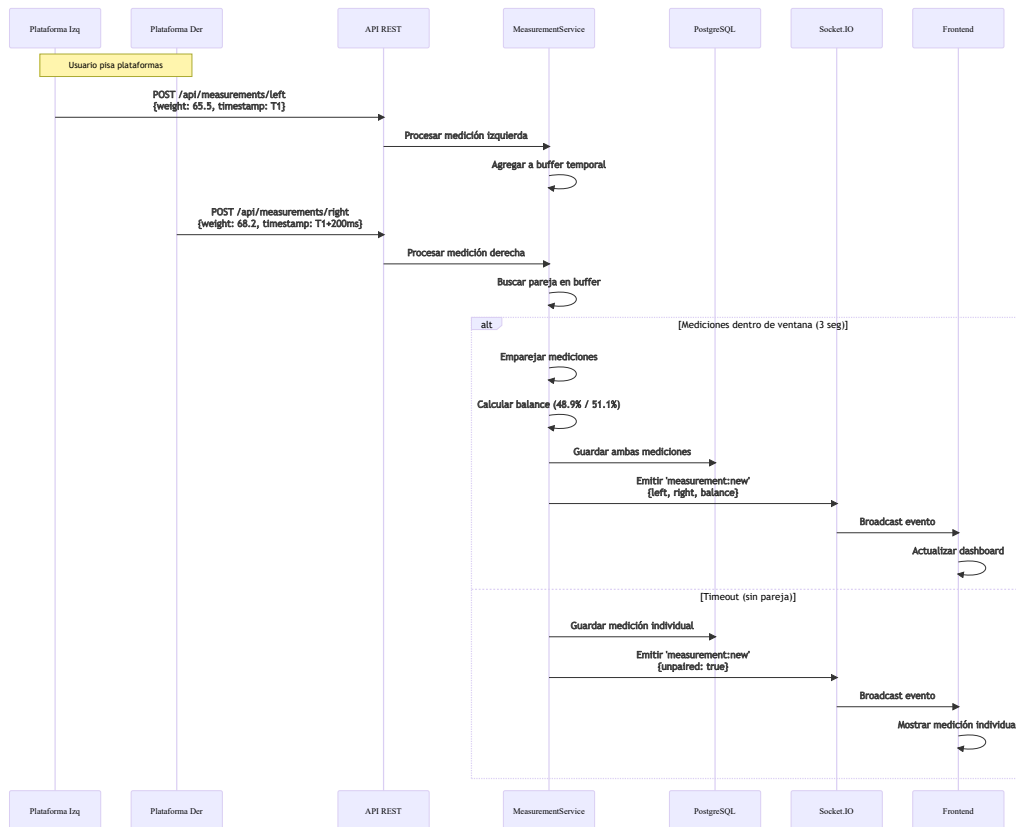 Plataforma Izq
Plataforma Der
API REST
MeasurementService
PostgreSQL
Socket.IO
Frontend
Usuario pisa plataformas
POST /api/measurements/left
{weight: 65.5, timestamp: T1}
Procesar medición izquierda
Agregar a buffer temporal
POST /api/measurements/right
{weight: 68.2, timestamp: T1+200ms}
Procesar medición derecha
Buscar pareja en buffer
alt
[Mediciones dentro de ventana (3 seg)]
Emparejar mediciones
Calcular balance (48.9% / 51.1%)
Guardar ambas mediciones
Emitir 'measurement:new'
{left, right, balance}
Broadcast evento
Actualizar dashboard
[Timeout (sin pareja)]
Guardar medición individual
Emitir 'measurement:new'
{unpaired: true}
Broadcast evento
Mostrar medición individua
Plataforma Izq
Plataforma Der
API REST
MeasurementService
PostgreSQL
Socket.IO
Frontend